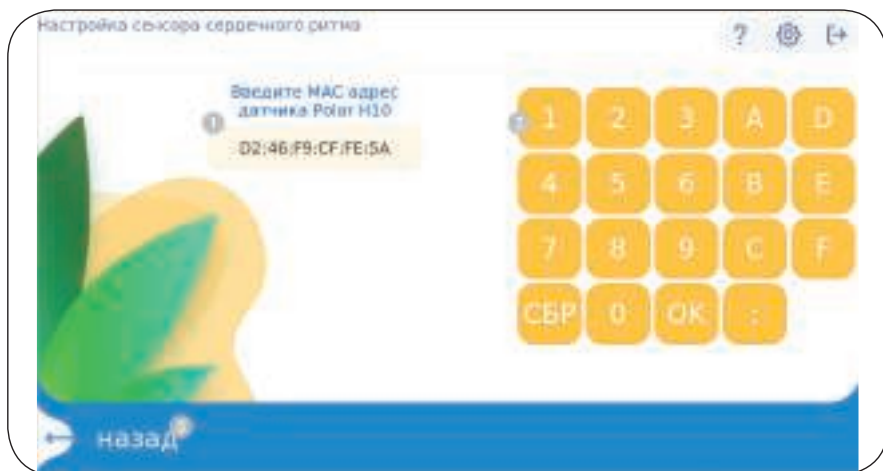 Настройка сенсора сердечного ритма
?
Введите MAC адрес
датчика Polar H10
1
D2:46:F9:CF:FE:5A
1 2 3 A D
4 5 6 B E
7 8 9 C F
СБР 0 OK :
назад